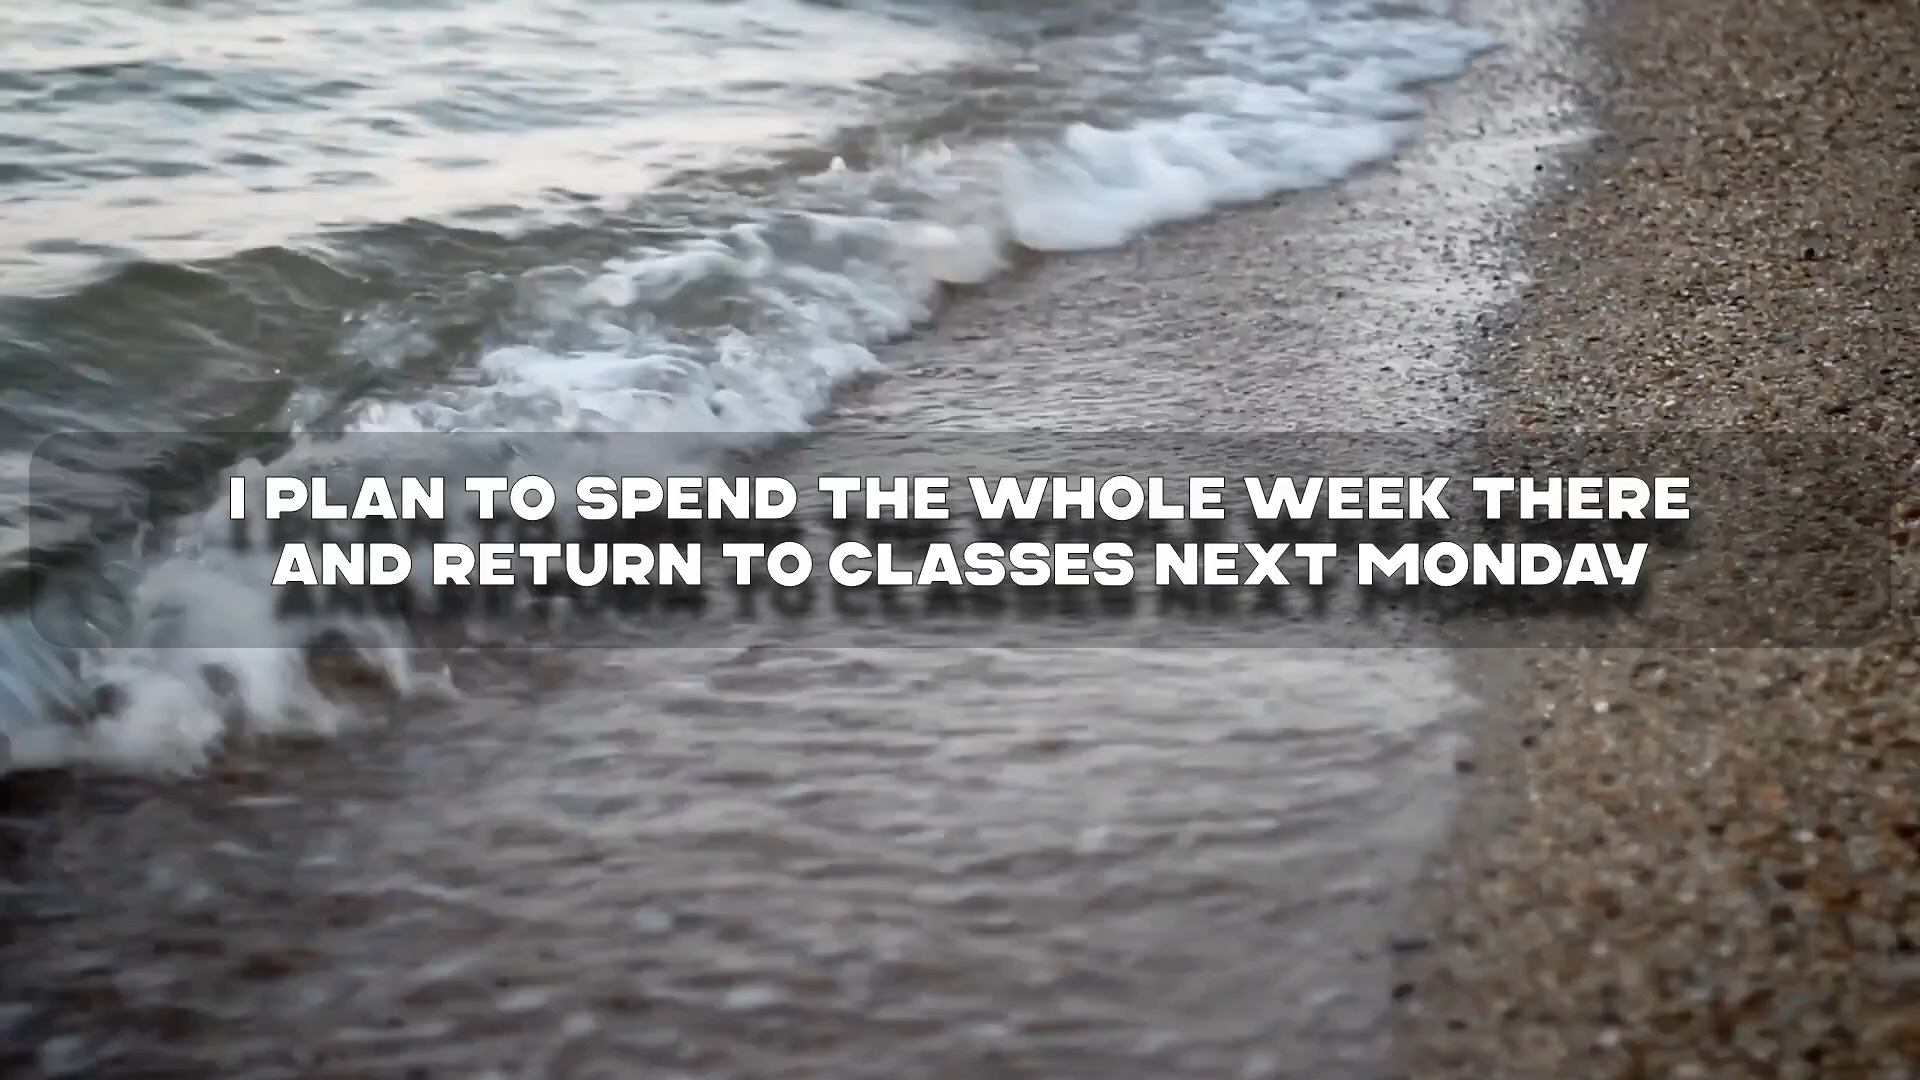 I PLAN TO SPEND THE WHOLE WEEK THERE
AND RETURN TO CLASSES NEXT MONDAY